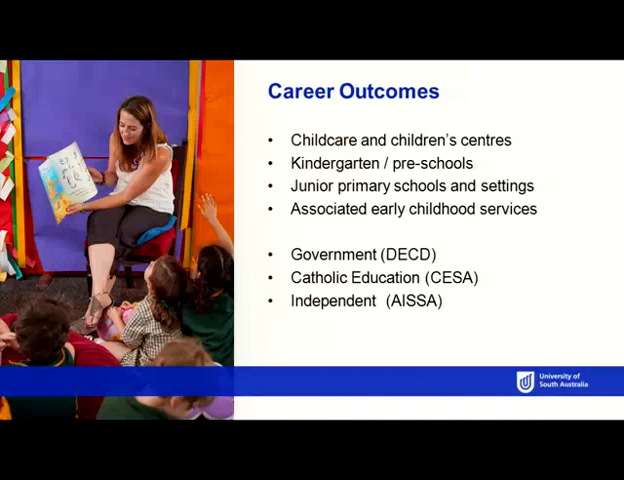 Career Outcomes
• Childcare and children's centres
• Kindergarten / pre-schools
• Junior primary schools and settings
• Associated early childhood services
• Government (DECD)
• Catholic Education (CESA)
• Independent (AISSA)
University of
South Australia